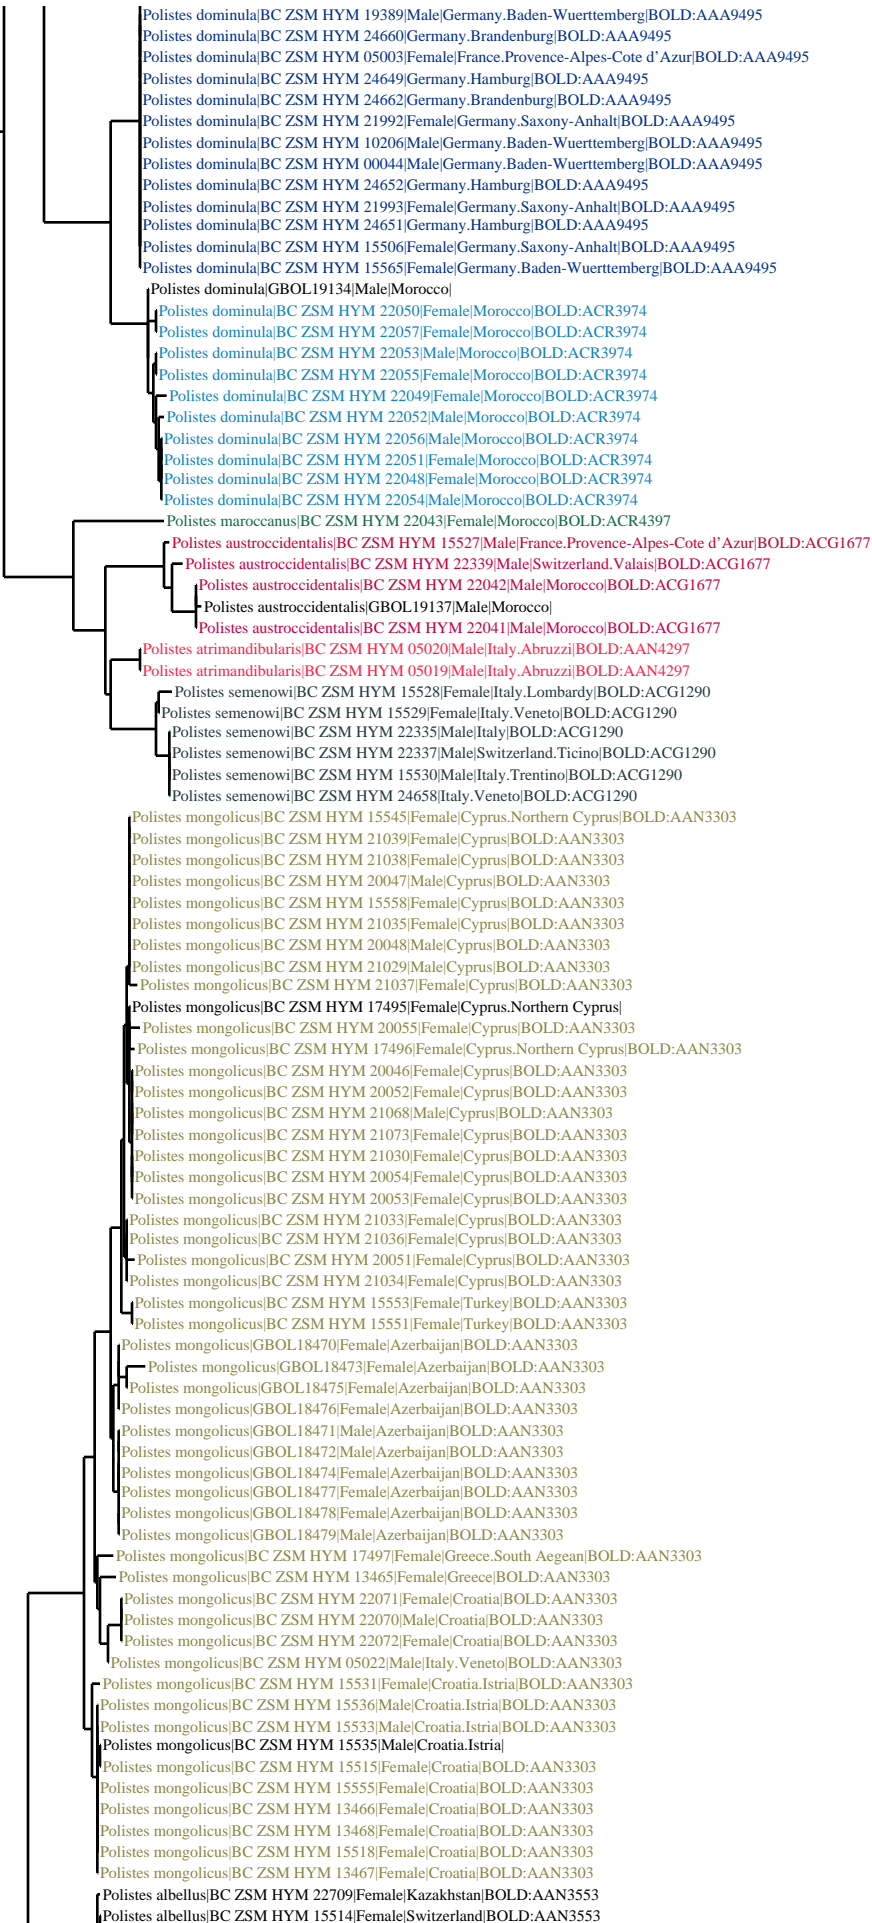 Polistes dominula|BC ZSM HYM 19389|Male|Germany.Baden-Wuerttemberg|BOLD:AAA9495
Polistes dominula|BC ZSM HYM 24660|Germany.Brandenburg|BOLD:AAA9495
Polistes dominula|BC ZSM HYM 05003|Female|France.Provence-Alpes-Cote d'Azur|BOLD:AAA9495
Polistes dominula|BC ZSM HYM 24649|Germany.Hamburg|BOLD:AAA9495
Polistes dominula|BC ZSM HYM 24662|Germany.Brandenburg|BOLD:AAA9495
Polistes dominula|BC ZSM HYM 21992|Female|Germany.Saxony-Anhalt|BOLD:AAA9495
Polistes dominula|BC ZSM HYM 10206|Male|Germany.Baden-Wuerttemberg|BOLD:AAA9495
Polistes dominula|BC ZSM HYM 00044|Male|Germany.Baden-Wuerttemberg|BOLD:AAA9495
Polistes dominula|BC ZSM HYM 24652|Germany.Hamburg|BOLD:AAA9495
Polistes dominula|BC ZSM HYM 21993|Female|Germany.Saxony-Anhalt|BOLD:AAA9495
Polistes dominula|BC ZSM HYM 24651|Germany.Hamburg|BOLD:AAA9495
Polistes dominula|BC ZSM HYM 15506|Female|Germany.Saxony-Anhalt|BOLD:AAA9495
Polistes dominula|BC ZSM HYM 15565|Female|Germany.Baden-Wuerttemberg|BOLD:AAA9495
Polistes dominula|GBOL19134|Male|Morocco|
Polistes dominula|BC ZSM HYM 22050|Female|Morocco|BOLD:ACR3974
Polistes dominula|BC ZSM HYM 22057|Female|Morocco|BOLD:ACR3974
Polistes dominula|BC ZSM HYM 22053|Male|Morocco|BOLD:ACR3974
Polistes dominula|BC ZSM HYM 22055|Female|Morocco|BOLD:ACR3974
Polistes dominula|BC ZSM HYM 22049|Female|Morocco|BOLD:ACR3974
Polistes dominula|BC ZSM HYM 22052|Male|Morocco|BOLD:ACR3974
Polistes dominula|BC ZSM HYM 22056|Male|Morocco|BOLD:ACR3974
Polistes dominula|BC ZSM HYM 22051|Female|Morocco|BOLD:ACR3974
Polistes dominula|BC ZSM HYM 22048|Female|Morocco|BOLD:ACR3974
Polistes dominula|BC ZSM HYM 22054|Male|Morocco|BOLD:ACR3974
Polistes maroccanus|BC ZSM HYM 22043|Female|Morocco|BOLD:ACR4397
Polistes austroccidentalis|BC ZSM HYM 15527|Male|France.Provence-Alpes-Cote d'Azur|BOLD:ACG1677
Polistes austroccidentalis|BC ZSM HYM 22339|Male|Switzerland.Valais|BOLD:ACG1677
Polistes austroccidentalis|BC ZSM HYM 22042|Male|Morocco|BOLD:ACG1677
Polistes austroccidentalis|GBOL19137|Male|Morocco|
Polistes austroccidentalis|BC ZSM HYM 22041|Male|Morocco|BOLD:ACG1677
Polistes atrimandibularis|BC ZSM HYM 05020|Male|Italy.Abruzzi|BOLD:AAN4297
Polistes atrimandibularis|BC ZSM HYM 05019|Male|Italy.Abruzzi|BOLD:AAN4297
Polistes semenowi|BC ZSM HYM 15528|Female|Italy.Lombardy|BOLD:ACG1290
Polistes semenowi|BC ZSM HYM 15529|Female|Italy.Veneto|BOLD:ACG1290
Polistes semenowi|BC ZSM HYM 22335|Male|Italy|BOLD:ACG1290
Polistes semenowi|BC ZSM HYM 22337|Male|Switzerland.Ticino|BOLD:ACG1290
Polistes semenowi|BC ZSM HYM 15530|Male|Italy.Trentino|BOLD:ACG1290
Polistes semenowi|BC ZSM HYM 24658|Italy.Veneto|BOLD:ACG1290
Polistes mongolicus|BC ZSM HYM 15545|Female|Cyprus.Northern Cyprus|BOLD:AAN3303
Polistes mongolicus|BC ZSM HYM 21039|Female|Cyprus|BOLD:AAN3303
Polistes mongolicus|BC ZSM HYM 21038|Female|Cyprus|BOLD:AAN3303
Polistes mongolicus|BC ZSM HYM 20047|Male|Cyprus|BOLD:AAN3303
Polistes mongolicus|BC ZSM HYM 15558|Female|Cyprus|BOLD:AAN3303
Polistes mongolicus|BC ZSM HYM 21035|Female|Cyprus|BOLD:AAN3303
Polistes mongolicus|BC ZSM HYM 20048|Male|Cyprus|BOLD:AAN3303
Polistes mongolicus|BC ZSM HYM 21029|Male|Cyprus|BOLD:AAN3303
Polistes mongolicus|BC ZSM HYM 21037|Female|Cyprus|BOLD:AAN3303
Polistes mongolicus|BC ZSM HYM 17495|Female|Cyprus.Northern Cyprus|
Polistes mongolicus|BC ZSM HYM 20055|Female|Cyprus|BOLD:AAN3303
Polistes mongolicus|BC ZSM HYM 17496|Female|Cyprus.Northern Cyprus|BOLD:AAN3303
Polistes mongolicus|BC ZSM HYM 20046|Female|Cyprus|BOLD:AAN3303
Polistes mongolicus|BC ZSM HYM 20052|Female|Cyprus|BOLD:AAN3303
Polistes mongolicus|BC ZSM HYM 21068|Male|Cyprus|BOLD:AAN3303
Polistes mongolicus|BC ZSM HYM 21073|Female|Cyprus|BOLD:AAN3303
Polistes mongolicus|BC ZSM HYM 21030|Female|Cyprus|BOLD:AAN3303
Polistes mongolicus|BC ZSM HYM 20054|Female|Cyprus|BOLD:AAN3303
Polistes mongolicus|BC ZSM HYM 20053|Female|Cyprus|BOLD:AAN3303
Polistes mongolicus|BC ZSM HYM 21033|Female|Cyprus|BOLD:AAN3303
Polistes mongolicus|BC ZSM HYM 21036|Female|Cyprus|BOLD:AAN3303
Polistes mongolicus|BC ZSM HYM 20051|Female|Cyprus|BOLD:AAN3303
Polistes mongolicus|BC ZSM HYM 21034|Female|Cyprus|BOLD:AAN3303
Polistes mongolicus|BC ZSM HYM 15553|Female|Turkey|BOLD:AAN3303
Polistes mongolicus|BC ZSM HYM 15551|Female|Turkey|BOLD:AAN3303
Polistes mongolicus|GBOL18470|Female|Azerbaijan|BOLD:AAN3303
Polistes mongolicus|GBOL18473|Female|Azerbaijan|BOLD:AAN3303
Polistes mongolicus|GBOL18475|Female|Azerbaijan|BOLD:AAN3303
Polistes mongolicus|GBOL18476|Female|Azerbaijan|BOLD:AAN3303
Polistes mongolicus|GBOL18471|Male|Azerbaijan|BOLD:AAN3303
Polistes mongolicus|GBOL18472|Male|Azerbaijan|BOLD:AAN3303
Polistes mongolicus|GBOL18474|Female|Azerbaijan|BOLD:AAN3303
Polistes mongolicus|GBOL18477|Female|Azerbaijan|BOLD:AAN3303
Polistes mongolicus|GBOL18478|Female|Azerbaijan|BOLD:AAN3303
Polistes mongolicus|GBOL18479|Male|Azerbaijan|BOLD:AAN3303
Polistes mongolicus|BC ZSM HYM 17497|Female|Greece.South Aegean|BOLD:AAN3303
Polistes mongolicus|BC ZSM HYM 13465|Female|Greece|BOLD:AAN3303
Polistes mongolicus|BC ZSM HYM 22071|Female|Croatia|BOLD:AAN3303
Polistes mongolicus|BC ZSM HYM 22070|Male|Croatia|BOLD:AAN3303
Polistes mongolicus|BC ZSM HYM 22072|Female|Croatia|BOLD:AAN3303
Polistes mongolicus|BC ZSM HYM 05022|Male|Italy.Veneto|BOLD:AAN3303
Polistes mongolicus|BC ZSM HYM 15531|Female|Croatia.Istria|BOLD:AAN3303
Polistes mongolicus|BC ZSM HYM 15536|Male|Croatia.Istria|BOLD:AAN3303
Polistes mongolicus|BC ZSM HYM 15533|Male|Croatia.Istria|BOLD:AAN3303
Polistes mongolicus|BC ZSM HYM 15535|Male|Croatia.Istria|
Polistes mongolicus|BC ZSM HYM 15515|Female|Croatia|BOLD:AAN3303
Polistes mongolicus|BC ZSM HYM 15555|Female|Croatia|BOLD:AAN3303
Polistes mongolicus|BC ZSM HYM 13466|Female|Croatia|BOLD:AAN3303
Polistes mongolicus|BC ZSM HYM 13468|Female|Croatia|BOLD:AAN3303
Polistes mongolicus|BC ZSM HYM 15518|Female|Croatia|BOLD:AAN3303
Polistes mongolicus|BC ZSM HYM 13467|Female|Croatia|BOLD:AAN3303
Polistes albellus|BC ZSM HYM 22709|Female|Kazakhstan|BOLD:AAN3553
Polistes albellus|BC ZSM HYM 15514|Female|Switzerland|BOLD:AAN3553